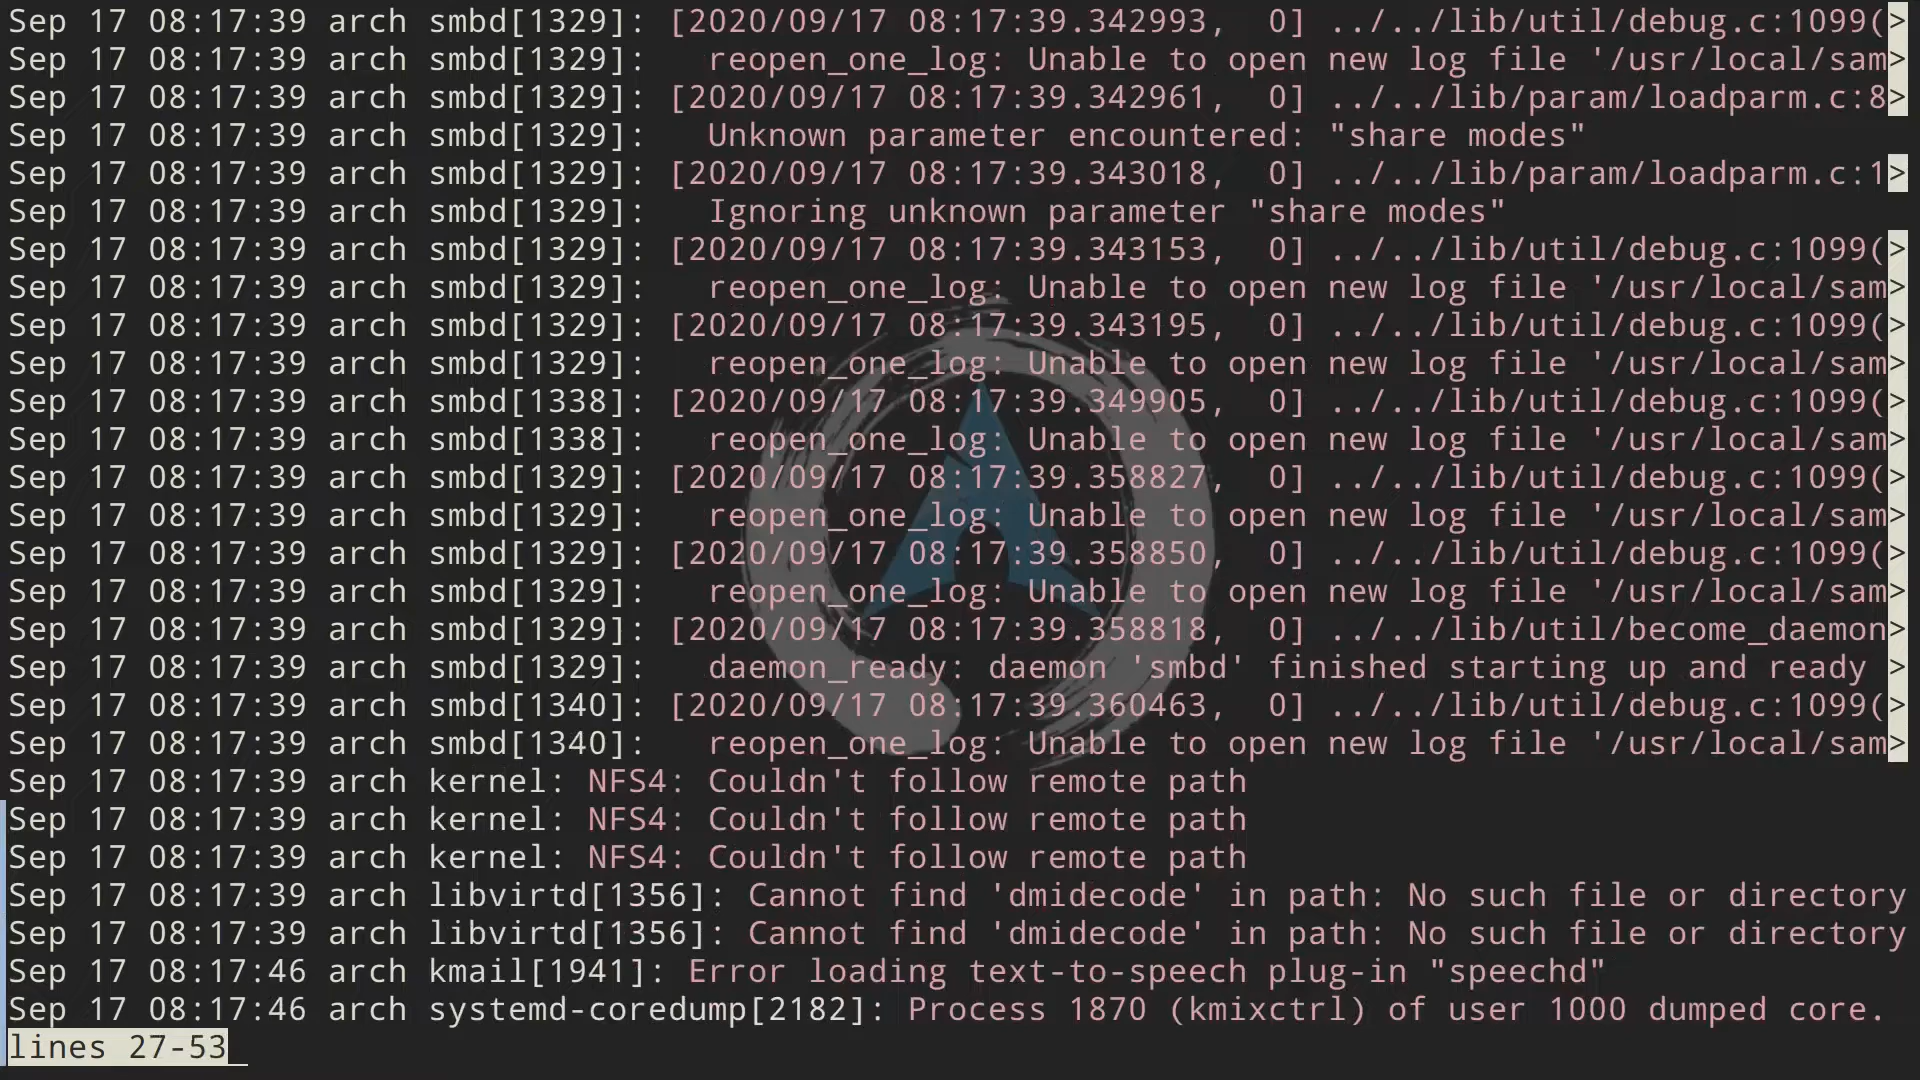 Sep 17 08:17:39 arch smbd[1329]: [2020/09/17 08:17:39.342993,  0] ../../lib/util/debug.c:1099(>
Sep 17 08:17:39 arch smbd[1329]:   reopen_one_log: Unable to open new log file '/usr/local/sam>
Sep 17 08:17:39 arch smbd[1329]: [2020/09/17 08:17:39.342961,  0] ../../lib/param/loadparm.c:8>
Sep 17 08:17:39 arch smbd[1329]:   Unknown parameter encountered: "share modes"
Sep 17 08:17:39 arch smbd[1329]: [2020/09/17 08:17:39.343018,  0] ../../lib/param/loadparm.c:1>
Sep 17 08:17:39 arch smbd[1329]:   Ignoring unknown parameter "share modes"
Sep 17 08:17:39 arch smbd[1329]: [2020/09/17 08:17:39.343153,  0] ../../lib/util/debug.c:1099(>
Sep 17 08:17:39 arch smbd[1329]:   reopen_one_log: Unable to open new log file '/usr/local/sam>
Sep 17 08:17:39 arch smbd[1329]: [2020/09/17 08:17:39.343195,  0] ../../lib/util/debug.c:1099(>
Sep 17 08:17:39 arch smbd[1329]:   reopen_one_log: Unable to open new log file '/usr/local/sam>
Sep 17 08:17:39 arch smbd[1338]: [2020/09/17 08:17:39.349905,  0] ../../lib/util/debug.c:1099(>
Sep 17 08:17:39 arch smbd[1338]:   reopen_one_log: Unable to open new log file '/usr/local/sam>
Sep 17 08:17:39 arch smbd[1329]: [2020/09/17 08:17:39.358827,  0] ../../lib/util/debug.c:1099(>
Sep 17 08:17:39 arch smbd[1329]:   reopen_one_log: Unable to open new log file '/usr/local/sam>
Sep 17 08:17:39 arch smbd[1329]: [2020/09/17 08:17:39.358850,  0] ../../lib/util/debug.c:1099(>
Sep 17 08:17:39 arch smbd[1329]:   reopen_one_log: Unable to open new log file '/usr/local/sam>
Sep 17 08:17:39 arch smbd[1329]: [2020/09/17 08:17:39.358818,  0] ../../lib/util/become_daemon>
Sep 17 08:17:39 arch smbd[1329]:   daemon_ready: daemon 'smbd' finished starting up and ready >
Sep 17 08:17:39 arch smbd[1340]: [2020/09/17 08:17:39.360463,  0] ../../lib/util/debug.c:1099(>
Sep 17 08:17:39 arch smbd[1340]:   reopen_one_log: Unable to open new log file '/usr/local/sam>
Sep 17 08:17:39 arch kernel: NFS4: Couldn't follow remote path
Sep 17 08:17:39 arch kernel: NFS4: Couldn't follow remote path
Sep 17 08:17:39 arch kernel: NFS4: Couldn't follow remote path
Sep 17 08:17:39 arch libvirtd[1356]: Cannot find 'dmidecode' in path: No such file or directory
Sep 17 08:17:39 arch libvirtd[1356]: Cannot find 'dmidecode' in path: No such file or directory
Sep 17 08:17:46 arch kmail[1941]: Error loading text-to-speech plug-in "speechd"
Sep 17 08:17:46 arch systemd-coredump[2182]: Process 1870 (kmixctrl) of user 1000 dumped core.
lines 27-53